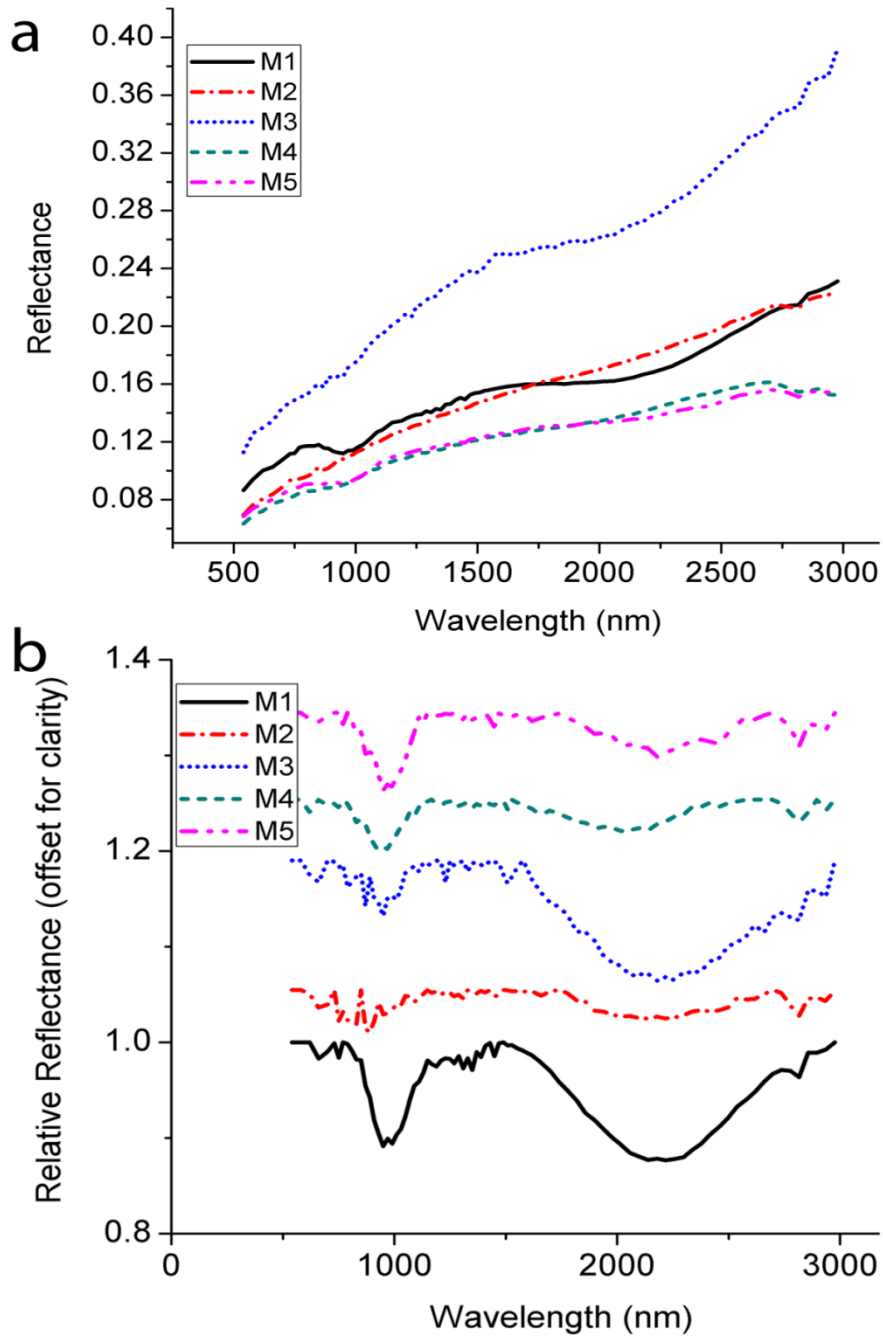 a
0.40
0.36
0.32
0.28
0.24
0.20
0.16
0.12
0.08
Reflectance
M1
M2
M3
M4
M5
500
1000
1500
2000
2500
3000
Wavelength (nm)
b
1.4
1.2
1.0
0.8
Relative Reflectance (offset for clarity)
M1
M2
M3
M4
M5
0
1000
2000
3000
Wavelength (nm)